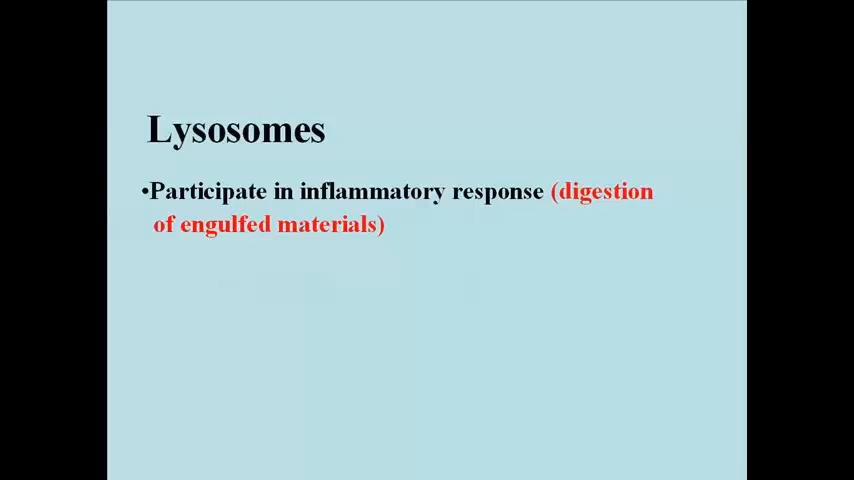 Lysosomes
•Participate in inflammatory response (digestion
of engulfed materials)